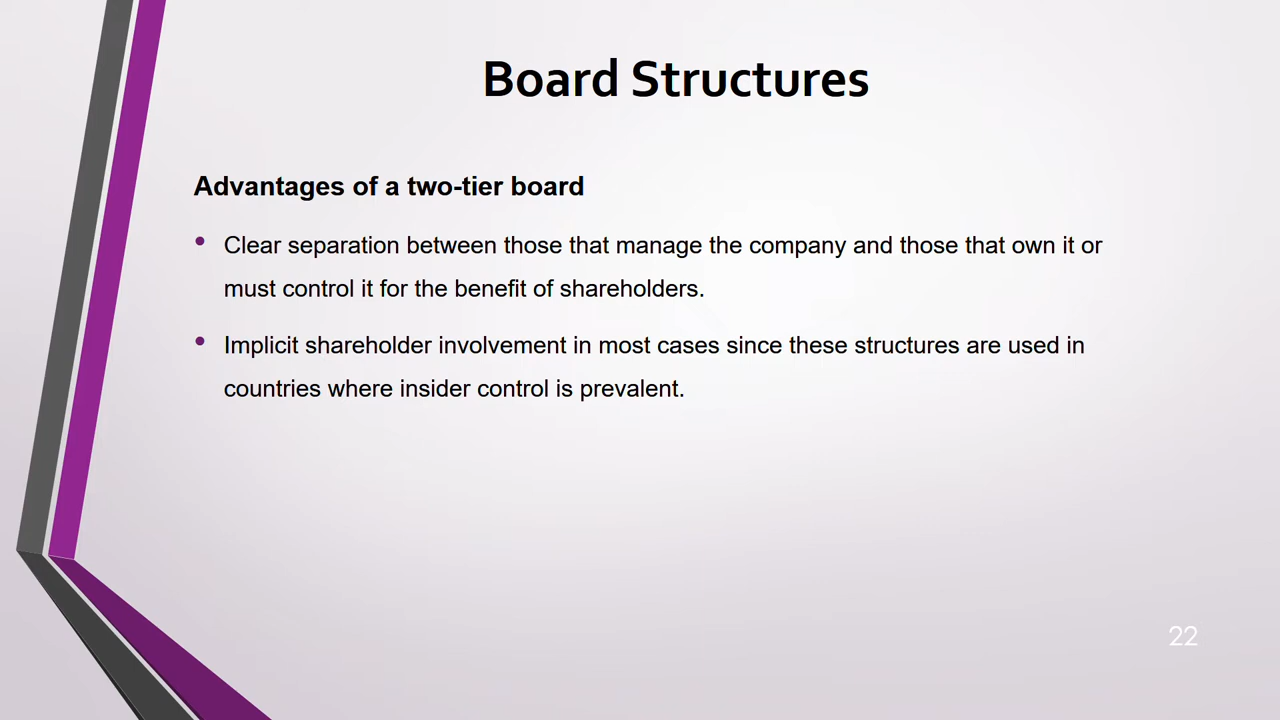 Board Structures
Advantages of a two-tier board
• Clear separation between those that manage the company and those that own it or
must control it for the benefit of shareholders.
• Implicit shareholder involvement in most cases since these structures are used in
countries where insider control is prevalent.
22